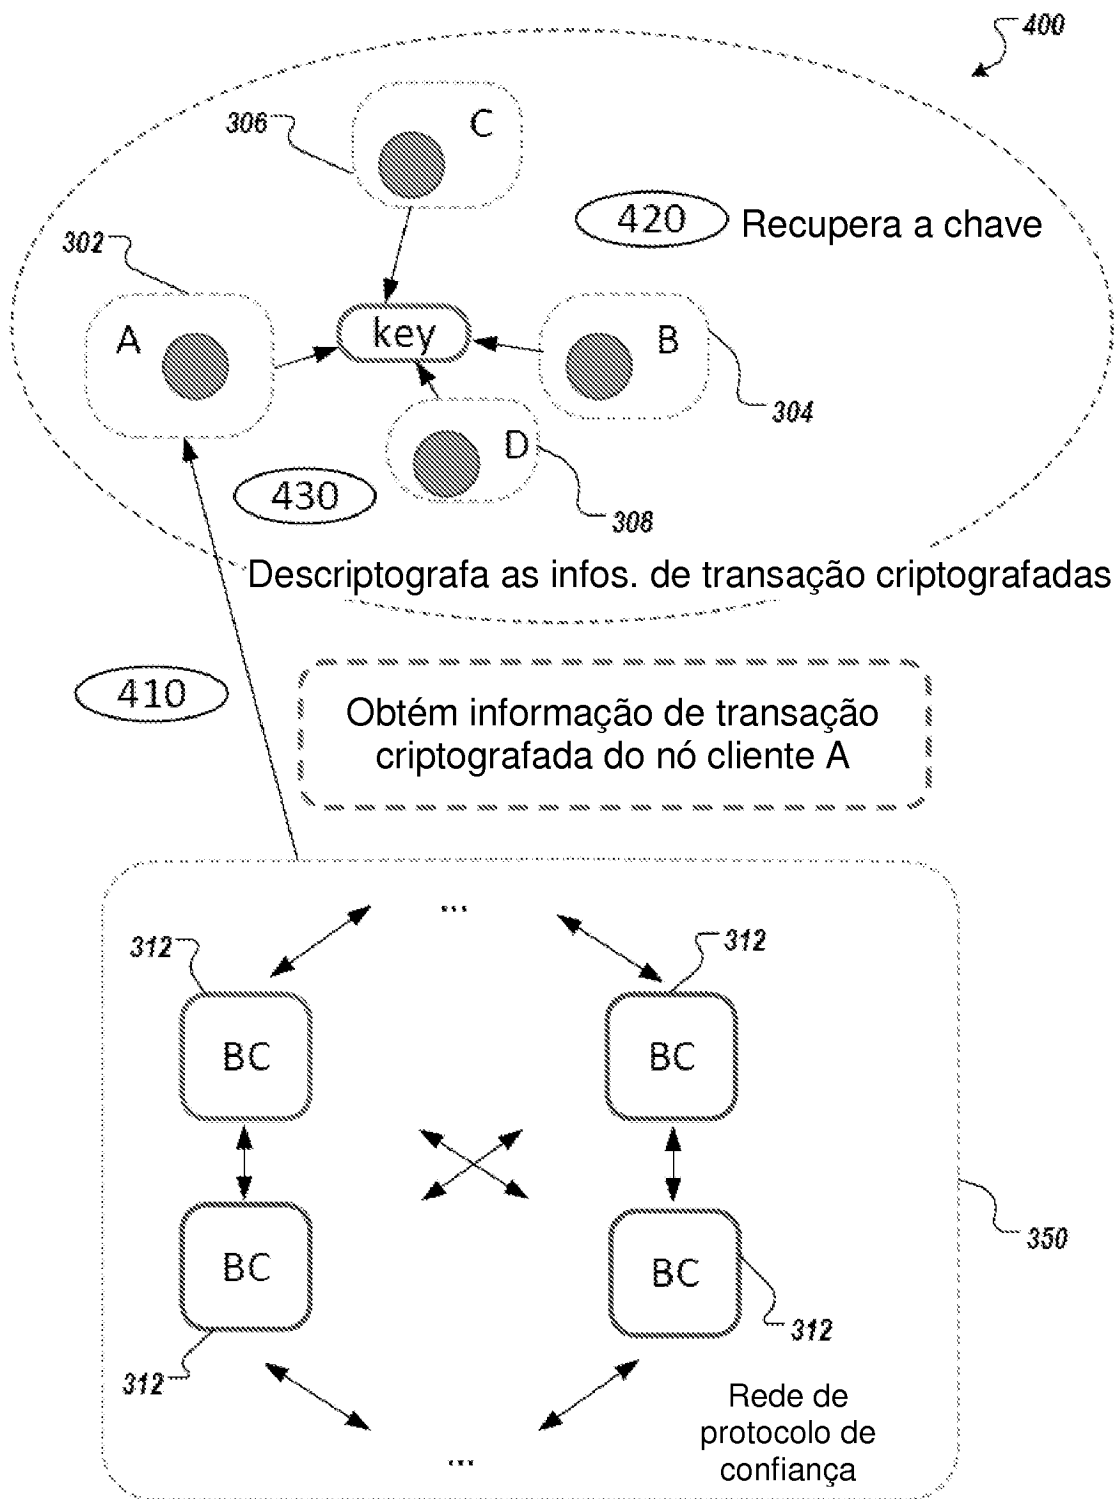 400
306
C
420 Recupera a chave
302
A
key
B
304
D
430
308
Descriptografa as infos. de transação criptografadas
410
Obtém informação de transação
criptografada do nó cliente A
...
312
312
BC
BC
BC
BC
350
312
312
Rede de
protocolo de
confiança
...